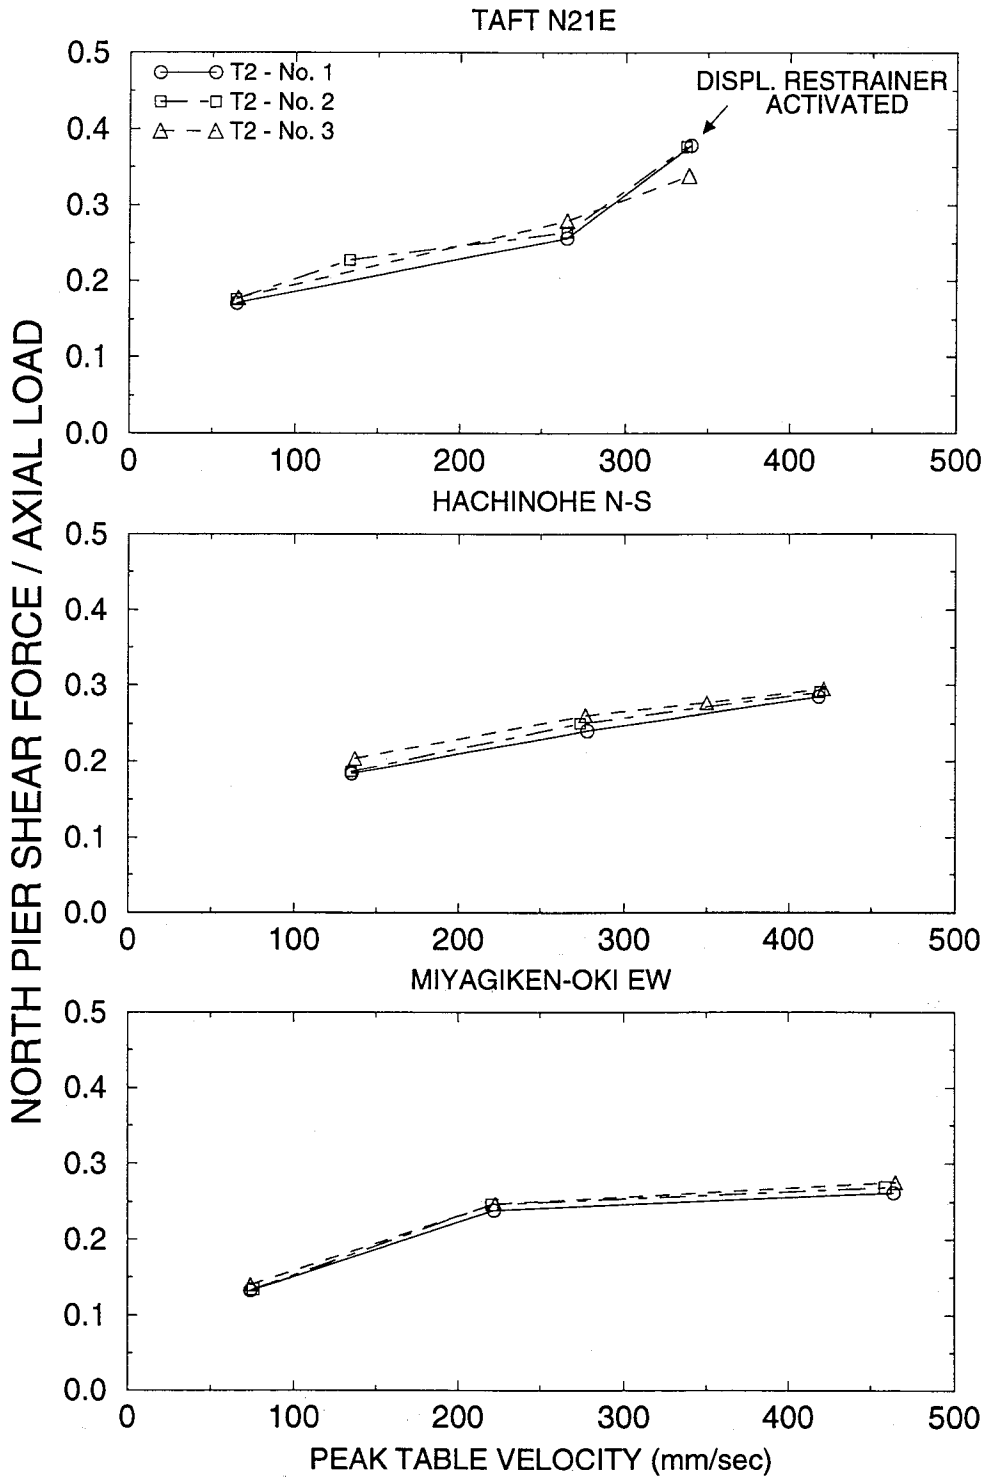 TAFT N21E
0.5
0.4
0.3
0.2
0.1
0.0
T2 - No. 1
T2 - No. 2
T2 - No. 3
DISPL. RESTRAINER
ACTIVATED
0 100 200 300 400 500
HACHINOHE N-S
0.5
0.4
0.3
0.2
0.1
0.0
0 100 200 300 400 500
MIYAGIKEN-OKI EW
0.5
0.4
0.3
0.2
0.1
0.0
0 100 200 300 400 500
PEAK TABLE VELOCITY (mm/sec)
NORTH PIER SHEAR FORCE / AXIAL LOAD